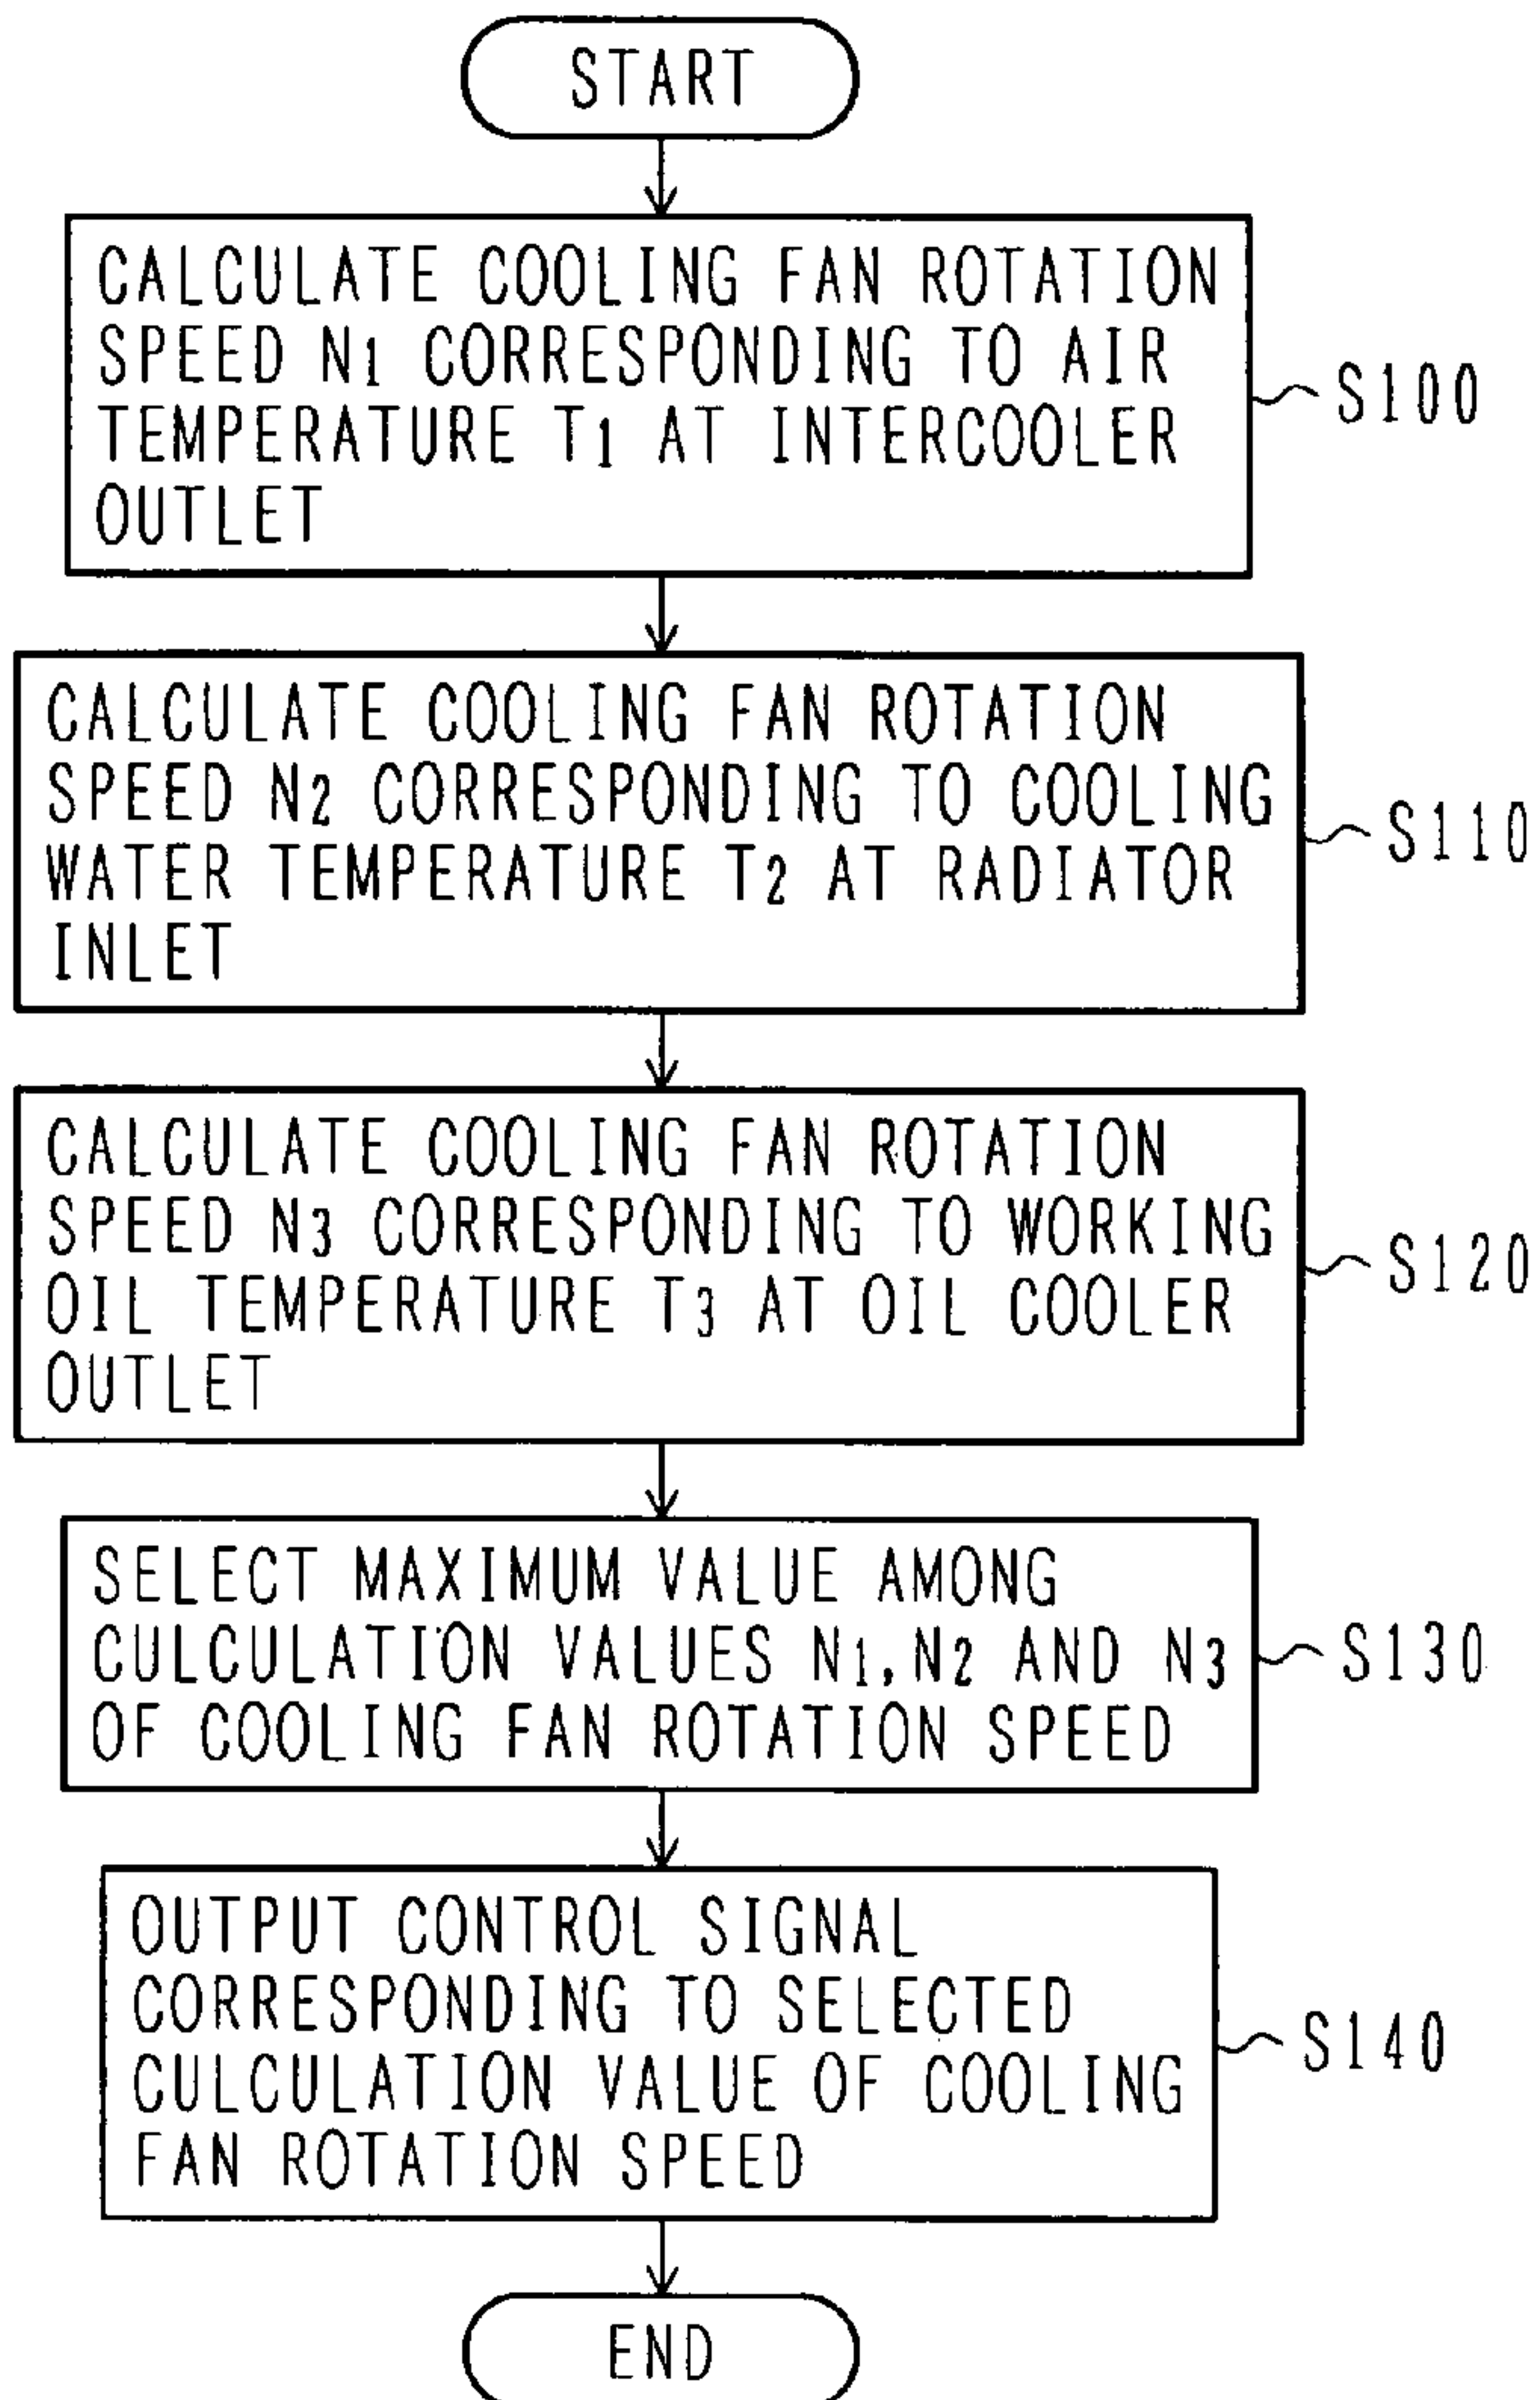 START
CALCULATE COOLING FAN ROTATION
SPEED N1 CORRESPONDING TO AIR
TEMPERATURE T1 AT INTERCOOLER
OUTLET
S100
CALCULATE COOLING FAN ROTATION
SPEED N2 CORRESPONDING TO COOLING
WATER TEMPERATURE T2 AT RADIATOR
INLET
S110
CALCULATE COOLING FAN ROTATION
SPEED N3 CORRESPONDING TO WORKING
OIL TEMPERATURE T3 AT OIL COOLER
OUTLET
S120
SELECT MAXIMUM VALUE AMONG
CULCULATION VALUES N1, N2 AND N3
OF COOLING FAN ROTATION SPEED
S130
OUTPUT CONTROL SIGNAL
CORRESPONDING TO SELECTED
CULCULATION VALUE OF COOLING
FAN ROTATION SPEED
S140
END